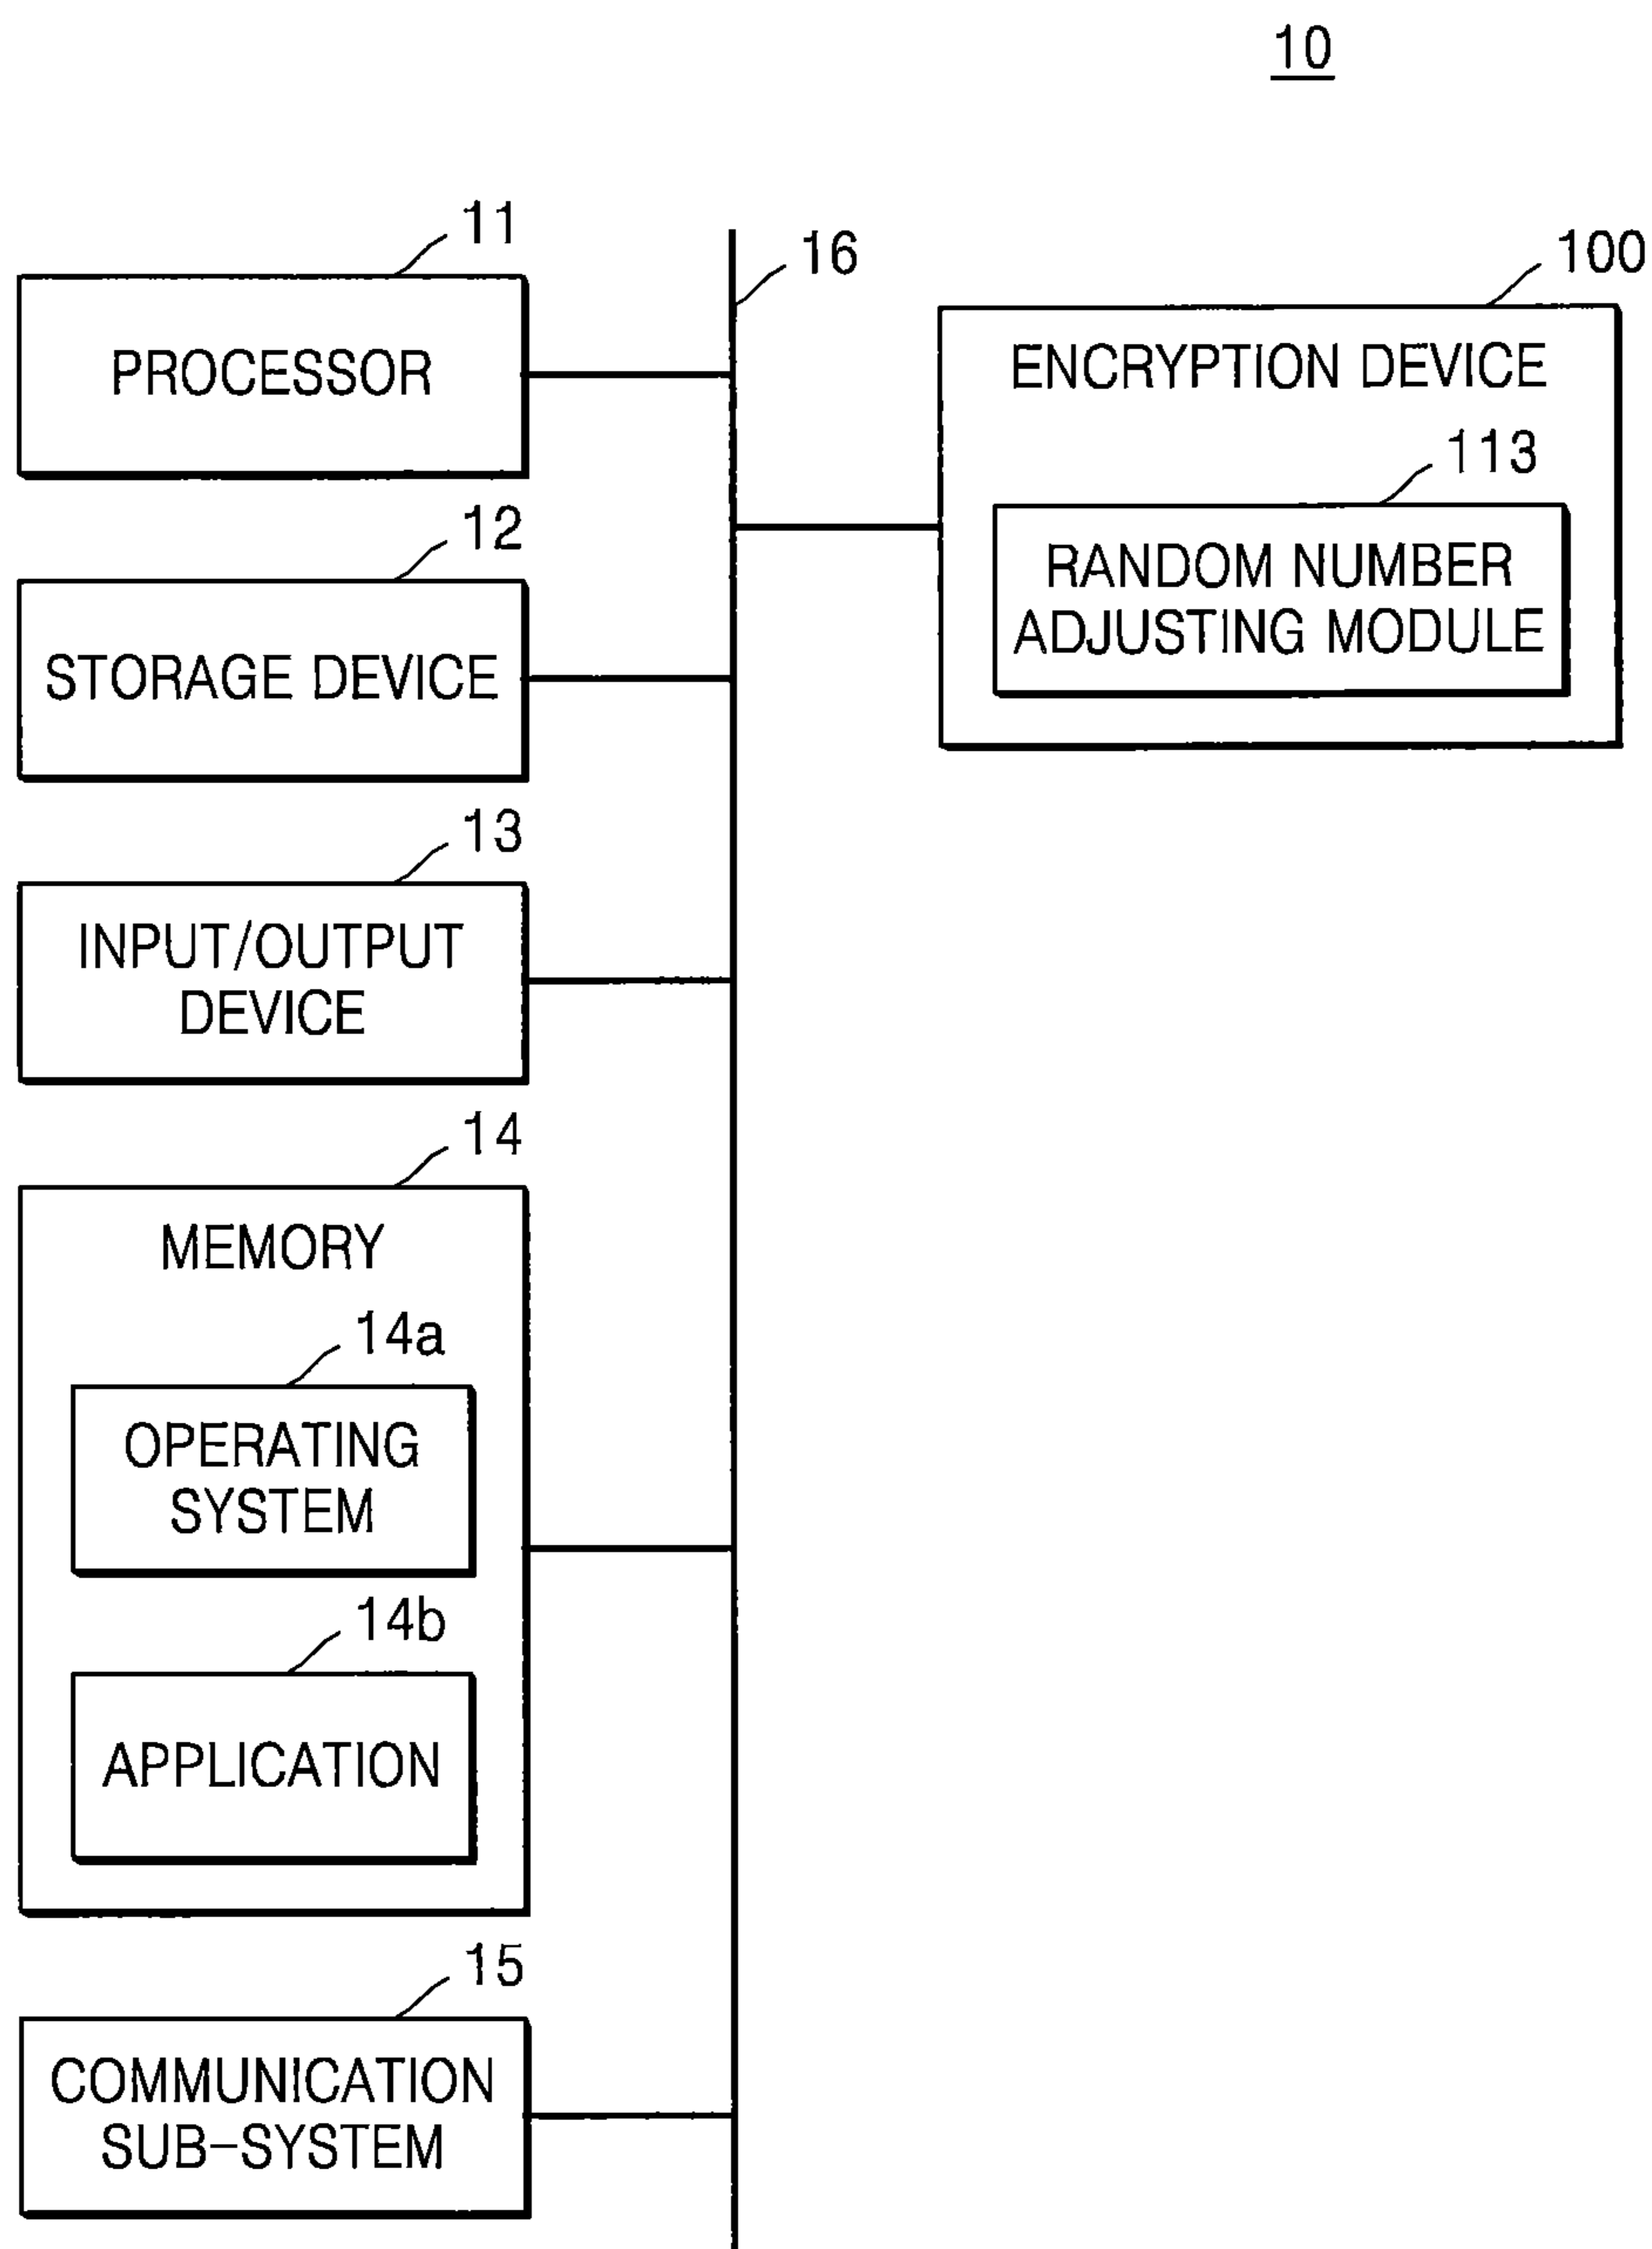 10
11
PROCESSOR
12
STORAGE DEVICE
13
INPUT/OUTPUT
DEVICE
14
MEMORY
14a
OPERATING
SYSTEM
14b
APPLICATION
15
COMMUNICATION
SUB-SYSTEM
16
100
ENCRYPTION DEVICE
113
RANDOM NUMBER
ADJUSTING MODULE